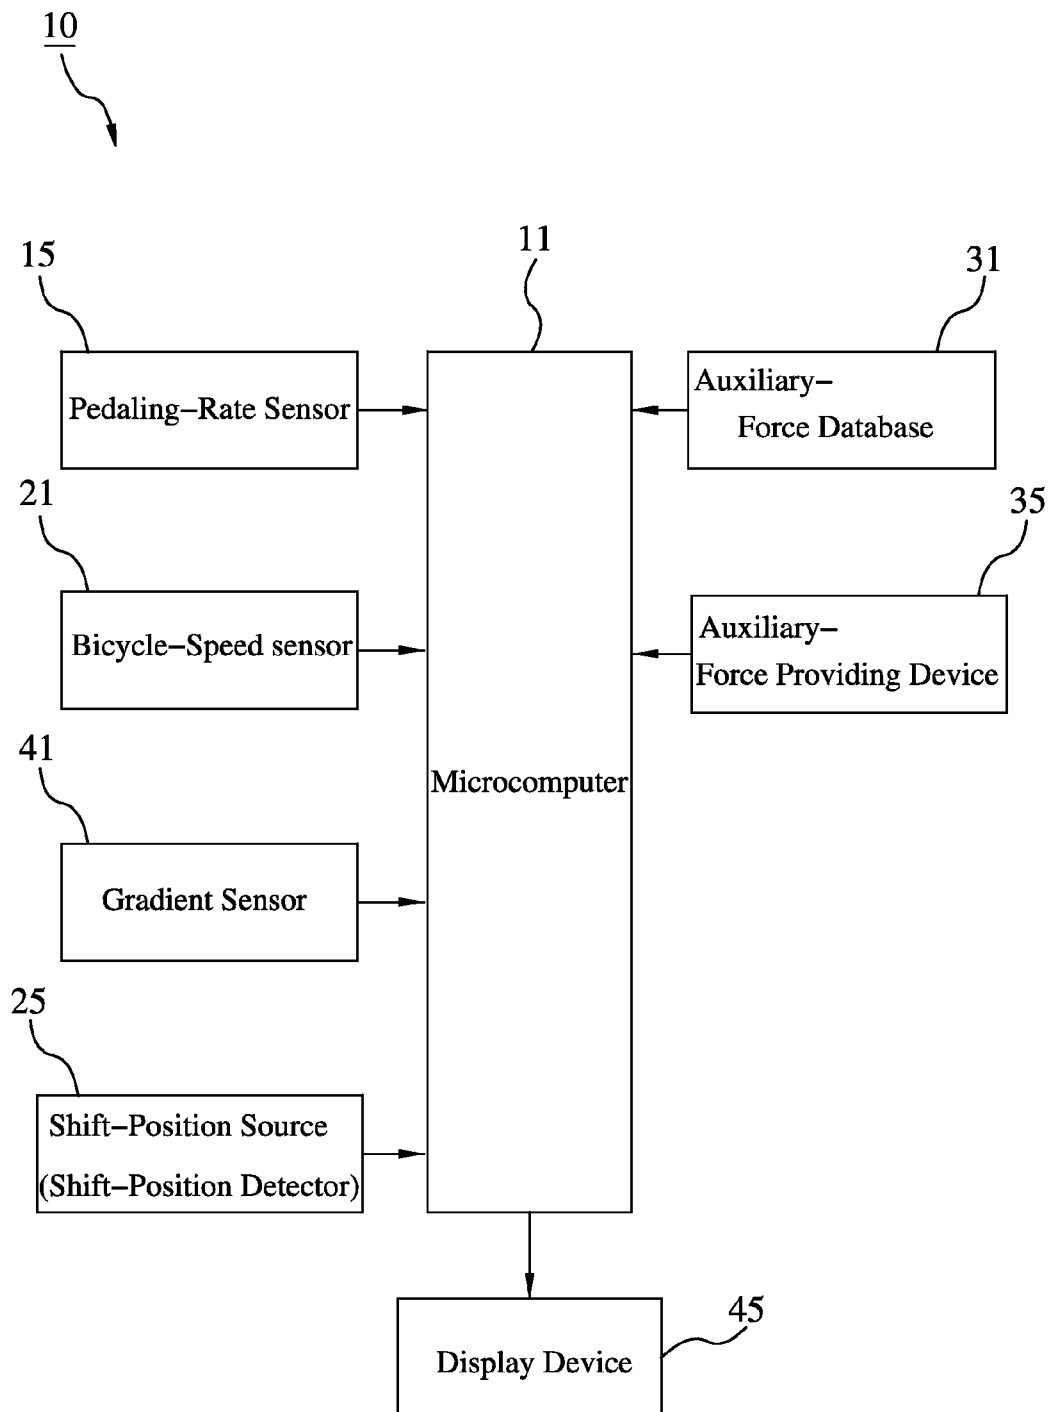 10
15
11
31
Pedaling–Rate Sensor
Auxiliary–
Force Database
21
35
Bicycle–Speed sensor
Auxiliary–
Force Providing Device
41
Microcomputer
Gradient Sensor
25
Shift–Position Source
(Shift–Position Detector)
45
Display Device